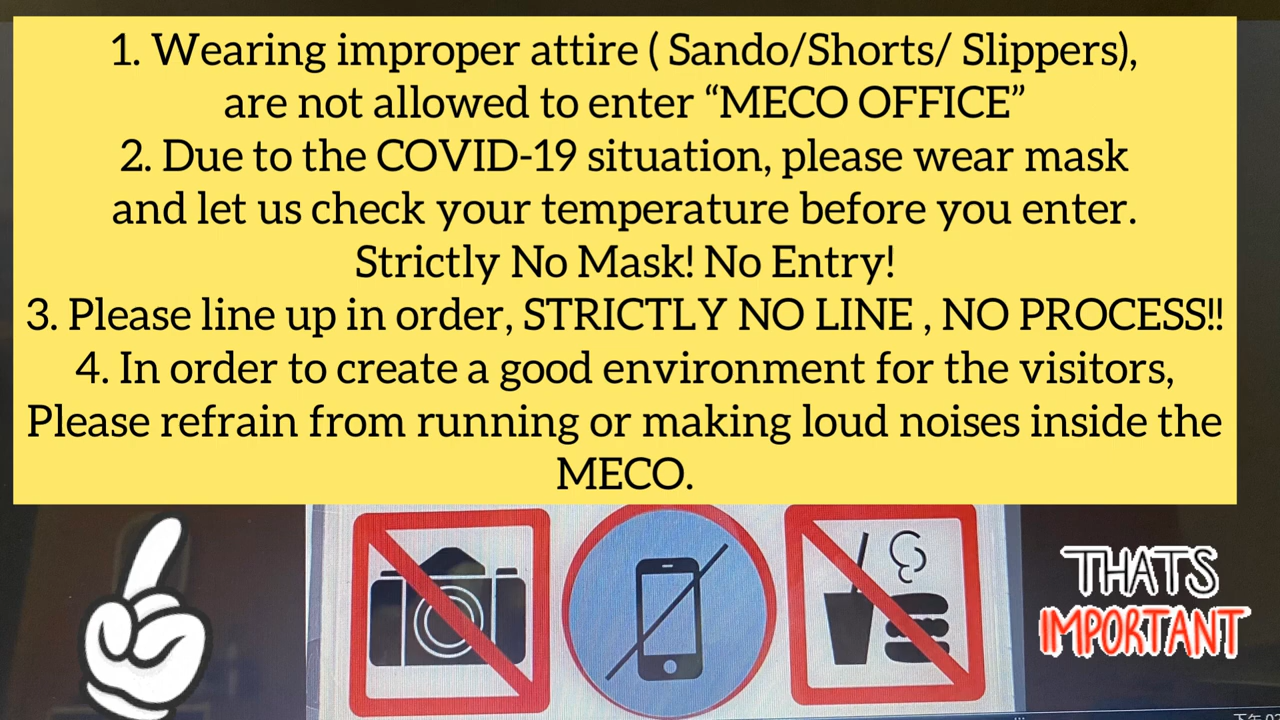 1. Wearing improper attire ( Sando/Shorts/ Slippers),
are not allowed to enter “MECO OFFICE”
2. Due to the COVID-19 situation, please wear mask
and let us check your temperature before you enter.
Strictly No Mask! No Entry!
3. Please line up in order, STRICTLY NO LINE , NO PROCESS!!
4. In order to create a good environment for the visitors,
Please refrain from running or making loud noises inside the
MECO.
THATS
IMPORTANT
下午